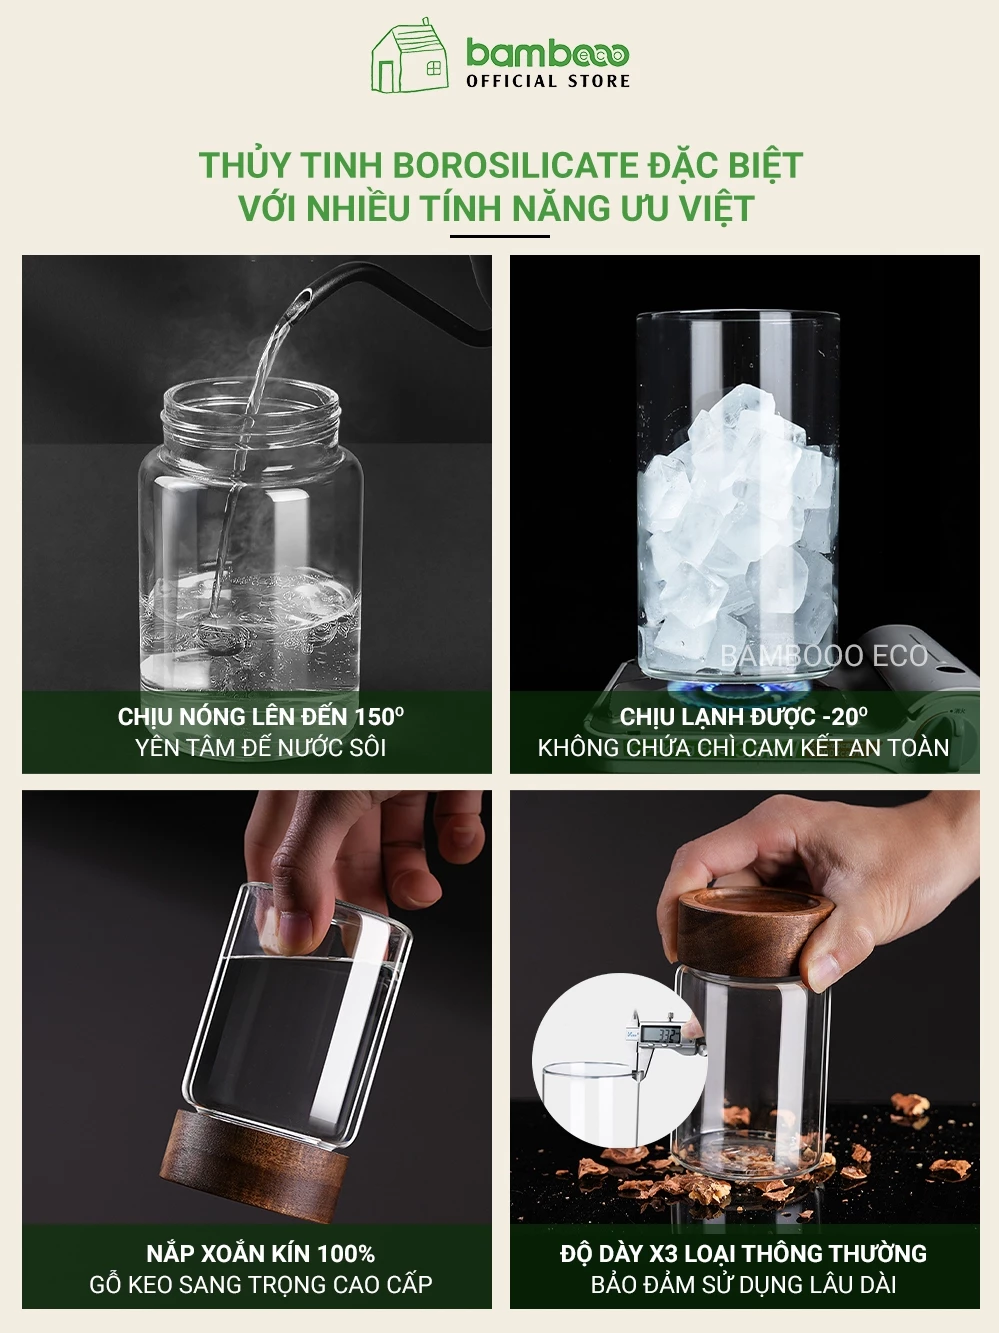 bambooo
eco
OFFICIAL STORE
THỦY TINH BOROSILICATE ĐẶC BIỆT
VỚI NHIỀU TÍNH NĂNG ƯU VIỆT
BAMBOOO ECO
CHỊU NÓNG LÊN ĐẾN 150⁰
YÊN TÂM ĐỂ NƯỚC SÔI
CHỊU LẠNH ĐƯỢC -20⁰
KHÔNG CHỨA CHÌ CAM KẾT AN TOÀN
NẮP XOẮN KÍN 100%
GỖ KEO SANG TRỌNG CAO CẤP
ĐỘ DÀY X3 LOẠI THÔNG THƯỜNG
BẢO ĐẢM SỬ DỤNG LÂU DÀI